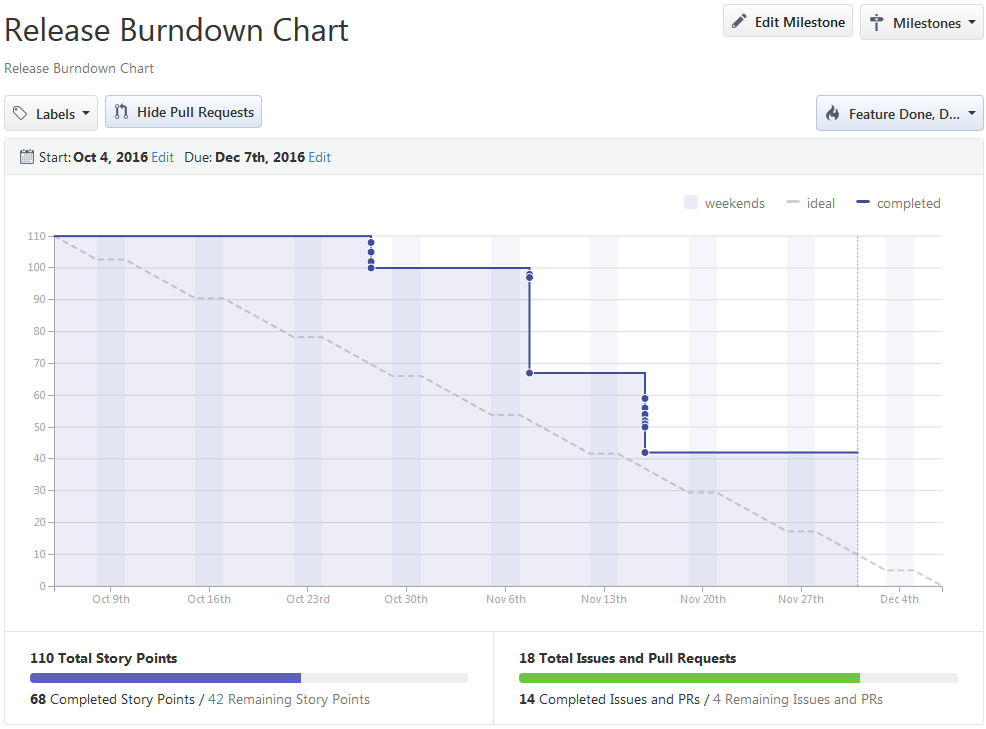 Release Burndown Chart
Edit Milestone
Milestones
Release Burndown Chart
Labels
Hide Pull Requests
Feature Done, D...
Start: Oct 4, 2016 Edit Due: Dec 7th, 2016 Edit
weekends ideal completed
110
100
90
80
70
60
50
40
30
20
10
0
Oct 9th Oct 16th Oct 23rd Oct 30th Nov 6th Nov 13th Nov 20th Nov 27th Dec 4th
110 Total Story Points
68 Completed Story Points / 42 Remaining Story Points
18 Total Issues and Pull Requests
14 Completed Issues and PRs / 4 Remaining Issues and PRs